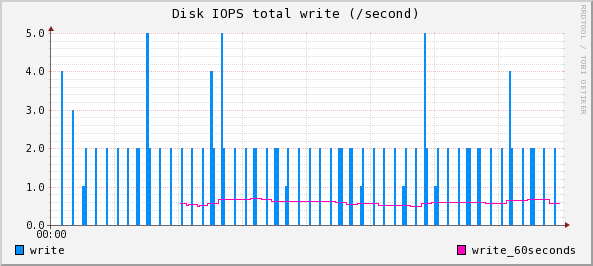 Disk IOPS total write (/second)
RRDTOOL / TOBI OETIKER
5.0
4.0
3.0
2.0
1.0
0.0
00:00
write
write_60seconds